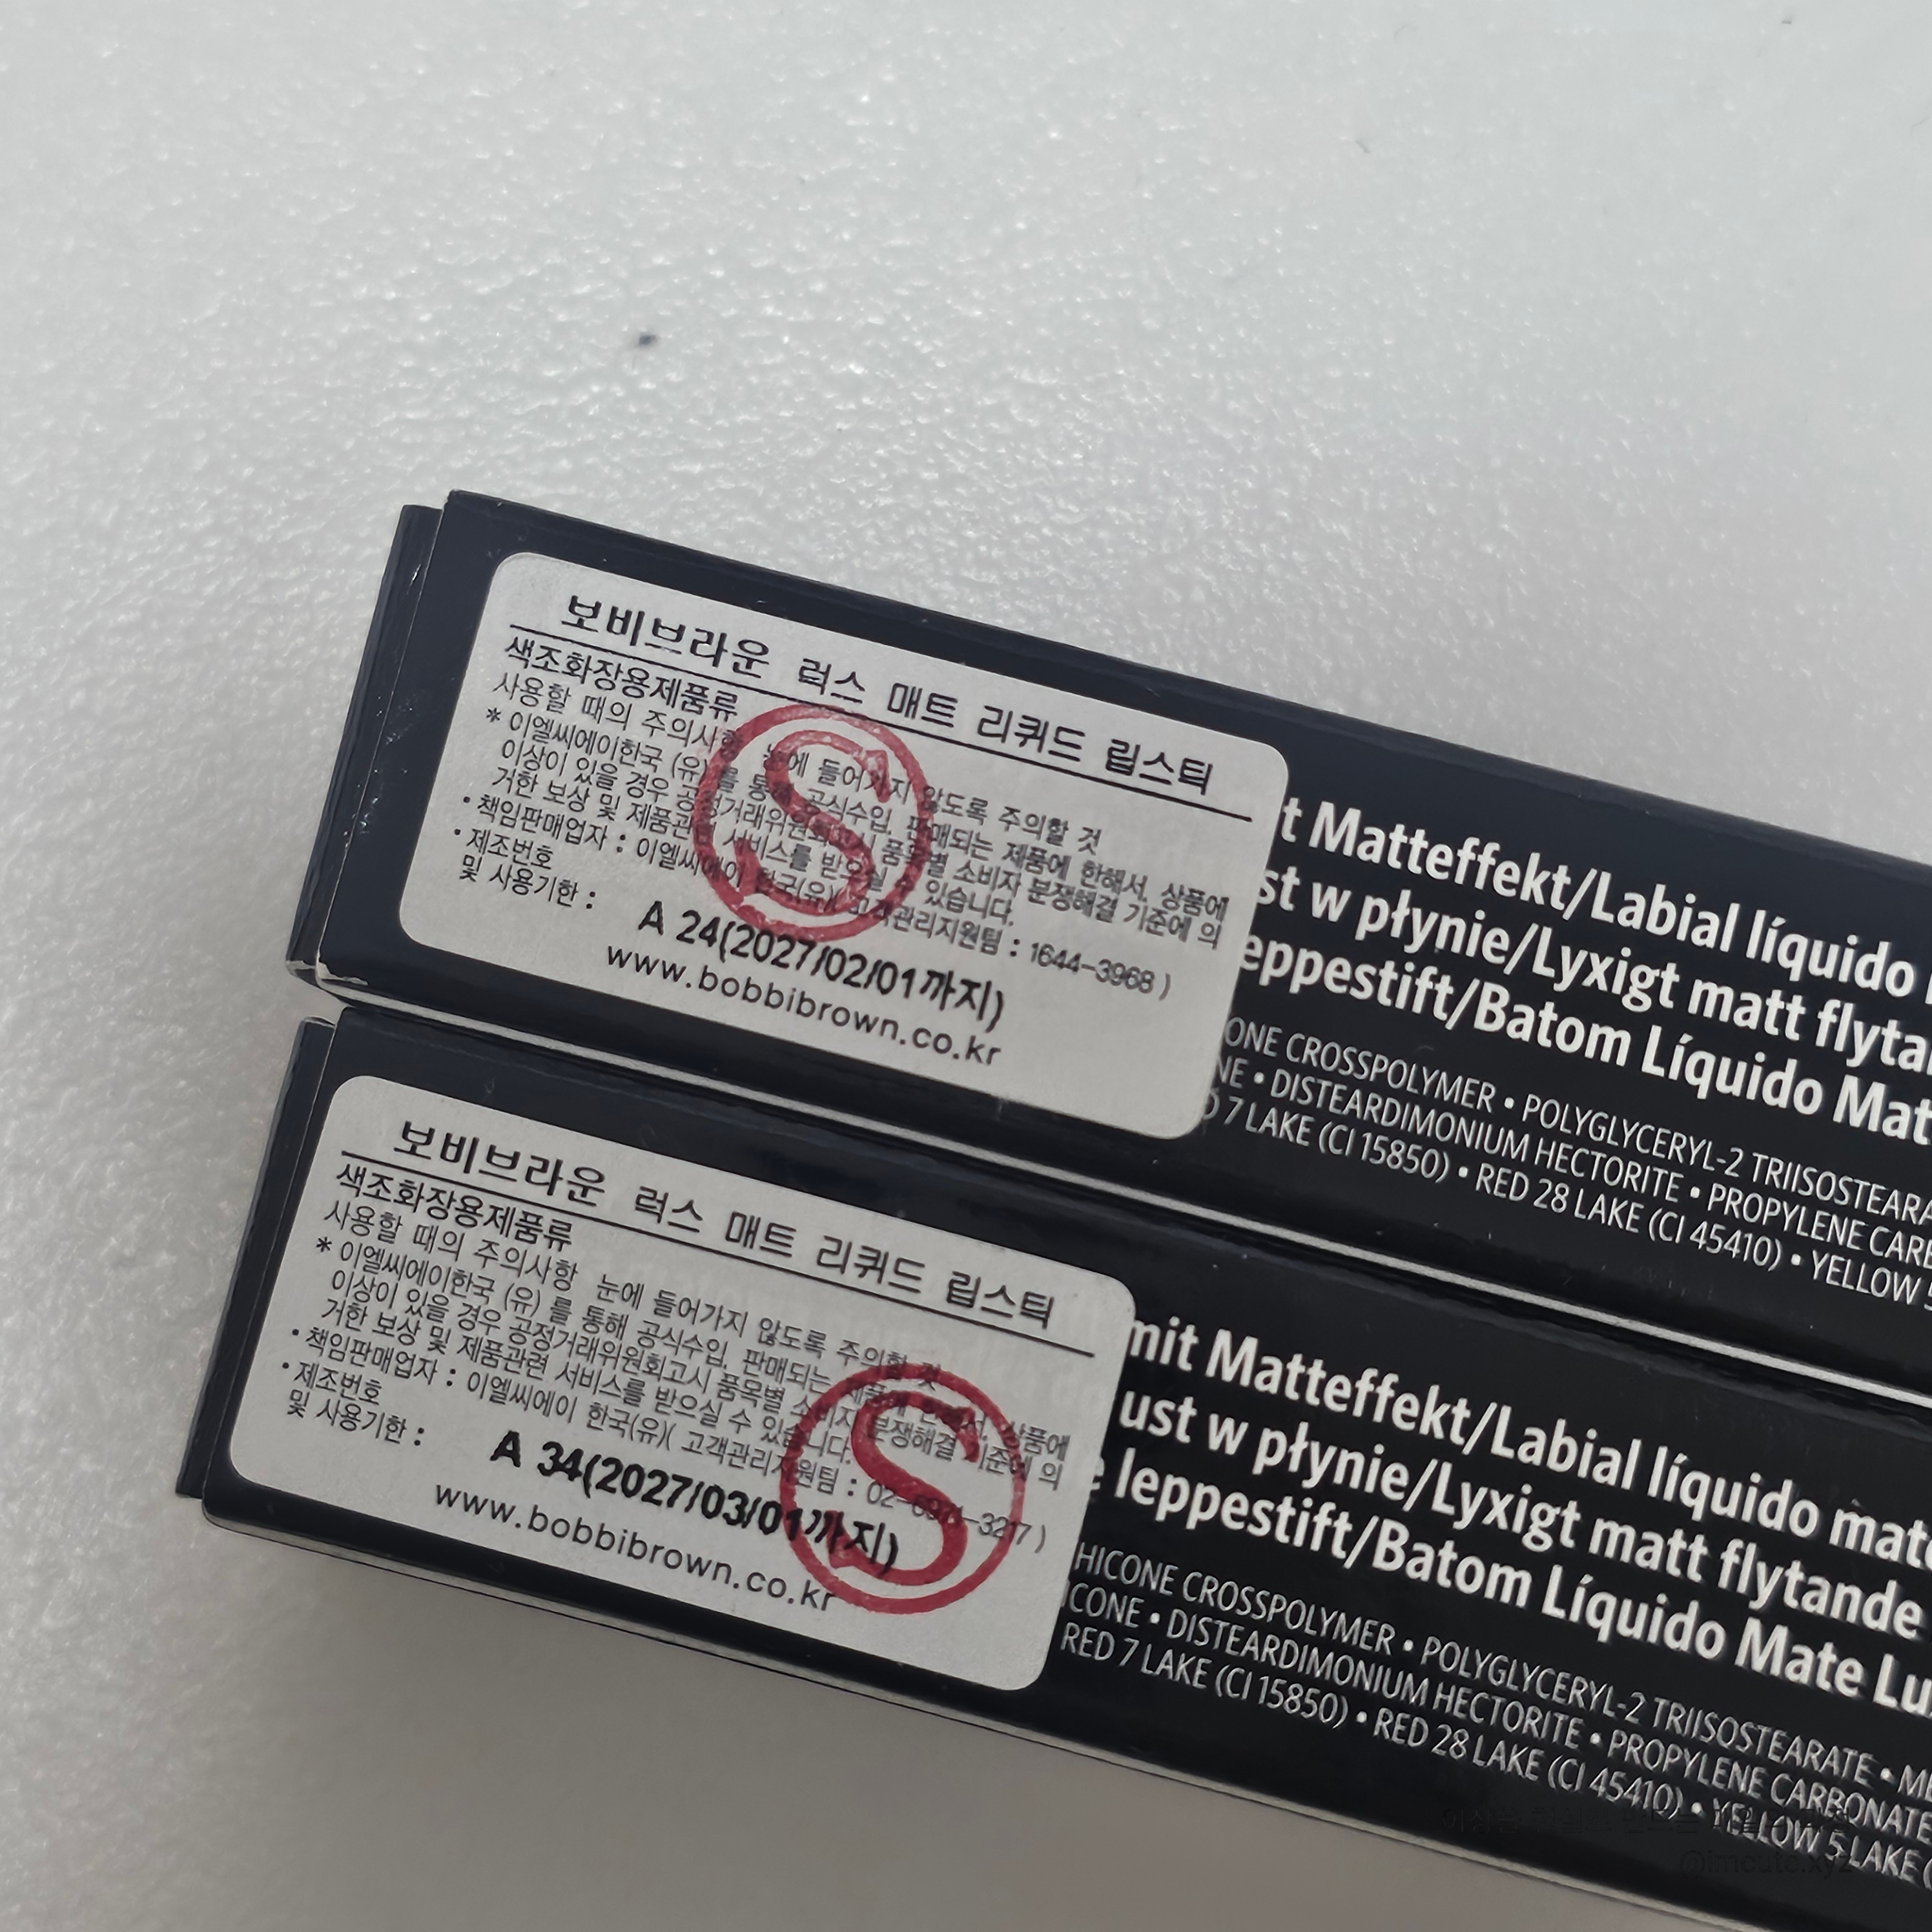 보비브라운 럭스 매트 리퀴드 립스틱
색조화장용제품류
사용할 때의 주의사항 눈에 들어가지 않도록 주의할 것
* 이엘씨에이한국 (유)를 통해 공식수입, 판매되는 제품에 한해서, 상품에
이상이 있을 경우 공정거래위원회고시 품목별 소비자 분쟁해결 기준에 의
거한 보상 및 제품관련 서비스를 받으실 수 있습니다.
• 책임판매업자 : 이엘씨에이 한국(유)( 고객관리지원팀 : 1644-3968 )
• 제조번호
및 사용기한 : A 24(2027/02/01까지)
www.bobbibrown.co.kr
S
t Matteffekt/Labial líquido
st w płynie/Lyxigt matt flyta
eppestift/Batom Líquido Mat
ONE CROSSPOLYMER • POLYGLYCERYL-2 TRIISOSTEARA
NE • DISTEARDIMONIUM HECTORITE • PROPYLENE CARB
D 7 LAKE (CI 15850) • RED 28 LAKE (CI 45410) • YELLOW 5
보비브라운 럭스 매트 리퀴드 립스틱
색조화장용제품류
사용할 때의 주의사항 눈에 들어가지 않도록 주의할 것
* 이엘씨에이한국 (유) 를 통해 공식수입, 판매되는 제품에 한해서, 상품에
이상이 있을 경우 공정거래위원회고시 품목별 소비자 분쟁해결 기준에 의
거한 보상 및 제품관련 서비스를 받으실 수 있습니다.
• 책임판매업자 : 이엘씨에이 한국(유)( 고객관리지원팀 :
• 제조번호
및 사용기한 : A 34(2027/03/01까지)
www.bobbibrown.co.kr
S
mit Matteffekt/Labial líquido mate
ust w płynie/Lyxigt matt flytande
e leppestift/Batom Líquido Mate Lu
HICONE CROSSPOLYMER • POLYGLYCERYL-2 TRIISOSTEARATE • ME
ICONE • DISTEARDIMONIUM HECTORITE • PROPYLENE CARBONATE
RED 7 LAKE (CI 15850) • RED 28 LAKE (CI 45410) • YELLOW 5 LAKE (
@imcute.xyz